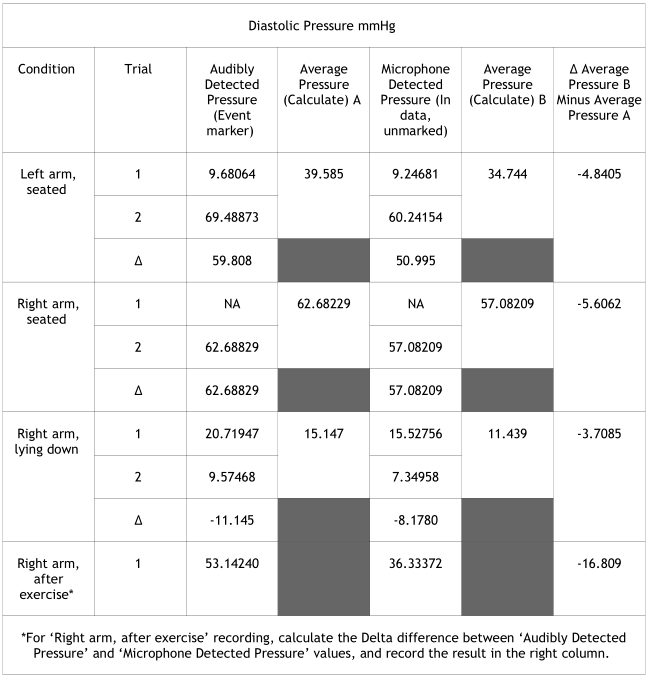 Diastolic Pressure mmHg
Condition Trial Audibly Detected Pressure (Event marker) Average Pressure (Calculate) A Microphone Detected Pressure (In data, unmarked) Average Pressure (Calculate) B Δ Average Pressure B Minus Average Pressure A
Left arm, seated 1 9.68064 39.585 9.24681 34.744 -4.8405
2 69.48873 60.24154
Δ 59.808 50.995
Right arm, seated 1 NA 62.68229 NA 57.08209 -5.6062
2 62.68829 57.08209
Δ 62.68829 57.08209
Right arm, lying down 1 20.71947 15.147 15.52756 11.439 -3.7085
2 9.57468 7.34958
Δ -11.145 -8.1780
Right arm, after exercise* 1 53.14240 36.33372 -16.809
*For ‘Right arm, after exercise’ recording, calculate the Delta difference between ‘Audibly Detected
Pressure’ and ‘Microphone Detected Pressure’ values, and record the result in the right column.